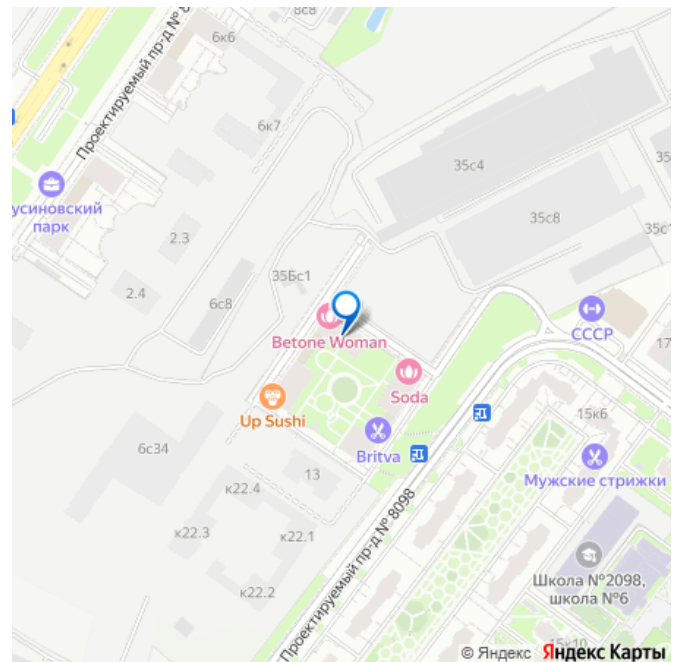 8с8
6к6
Проектируемый пр-д № 8
6к7
35с4
35
усиновский
парк
35с8
35с1
2.3
35Бс1
2.4
6с8
СССР
Betone Woman
17
Soda
Up Sushi
15к6
Britva
6с34
13
Мужские стрижки
к22.4
к22.3
к22.1
Проектируемый пр-д № 8098
Школа №2098,
школа №6
к22.2
15к10
© Яндекс Яндекс Карты